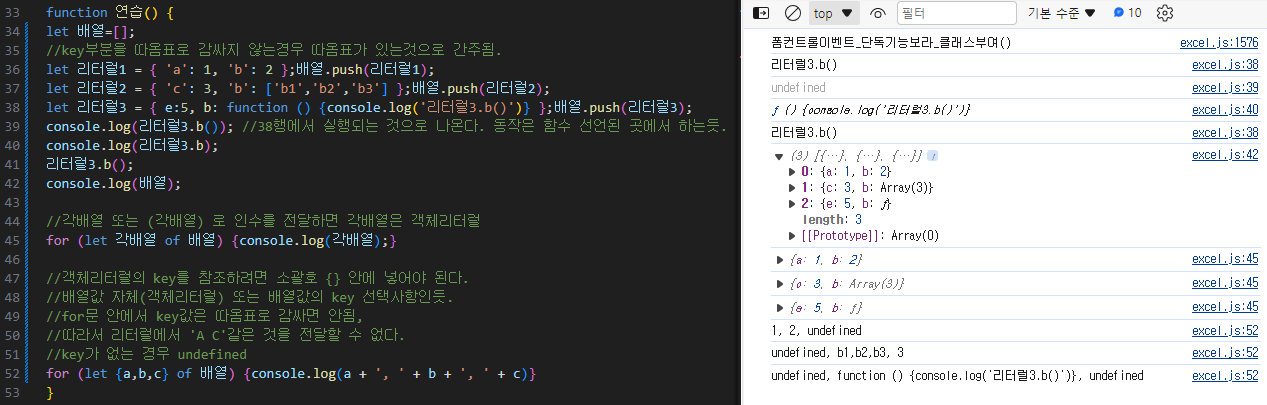 33 function 연습() {
34 let 배열=[];
35 //key부분을 따옴표로 감싸지 않는경우 따옴표가 있는것으로 간주됨.
36 let 리터럴1 = { 'a': 1, 'b': 2 };배열.push(리터럴1);
37 let 리터럴2 = { 'c': 3, 'b': ['b1','b2','b3'] };배열.push(리터럴2);
38 let 리터럴3 = { e:5, b: function () {console.log('리터럴3.b()')} };배열.push(리터럴3);
39 console.log(리터럴3.b()); //38행에서 실행되는 것으로 나온다. 동작은 함수 선언된 곳에서 하는듯.
40 console.log(리터럴3.b);
41 리터럴3.b();
42 console.log(배열);
43
44 //각배열 또는 (각배열) 로 인수를 전달하면 각배열은 객체리터럴
45 for (let 각배열 of 배열) {console.log(각배열);}
46
47 //객체리터럴의 key를 참조하려면 소괄호 {} 안에 넣어야 된다.
48 //배열값 자체(객체리터럴) 또는 배열값의 key 선택사항인듯.
49 //for문 안에서 key값은 따옴표로 감싸면 안됨,
50 //따라서 리터럴에서 'A C'같은 것을 전달할 수 없다.
51 //key가 없는 경우 undefined
52 for (let {a,b,c} of 배열) {console.log(a + ', ' + b + ', ' + c)}
53 }
top 필터 기본 수준 10
폼컨트롤이벤트_단독기능보라_클래스부여() excel.js:1576
리터럴3.b() excel.js:38
undefined excel.js:39
ƒ () {console.log('리터럴3.b()')} excel.js:40
리터럴3.b() excel.js:38
(3) [{…}, {…}, {…}] i excel.js:42
0: {a: 1, b: 2}
1: {c: 3, b: Array(3)}
2: {e: 5, b: ƒ}
length: 3
[[Prototype]]: Array(0)
{a: 1, b: 2} excel.js:45
{c: 3, b: Array(3)} excel.js:45
{e: 5, b: ƒ} excel.js:45
1, 2, undefined excel.js:52
undefined, b1,b2,b3, 3 excel.js:52
undefined, function () {console.log('리터럴3.b()')}, undefined excel.js:52